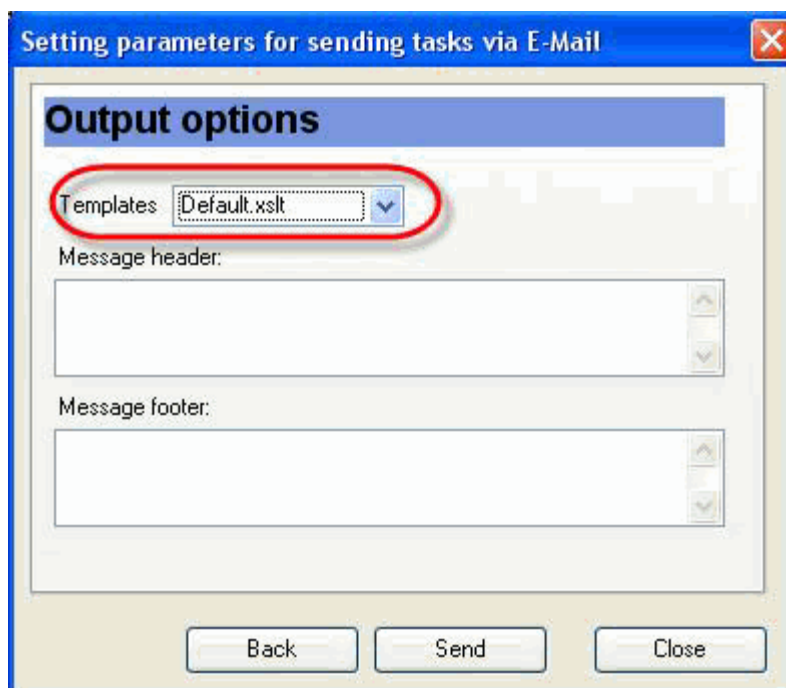 Setting parameters for sending tasks via E-Mail
Output options
Templates Default.xslt
Message header:
Message footer:
Back Send Close